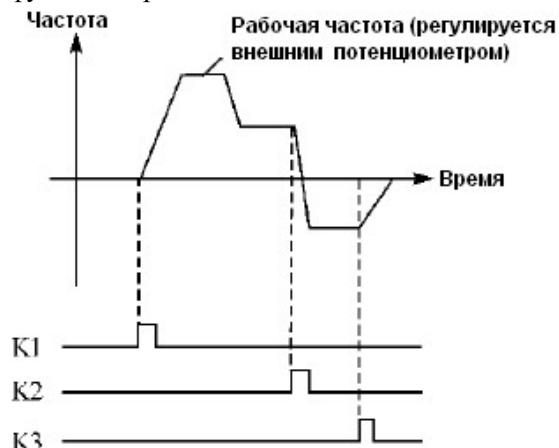 Частота
Рабочая частота (регулируется
внешним потенциометром)
Время
K1
K2
K3